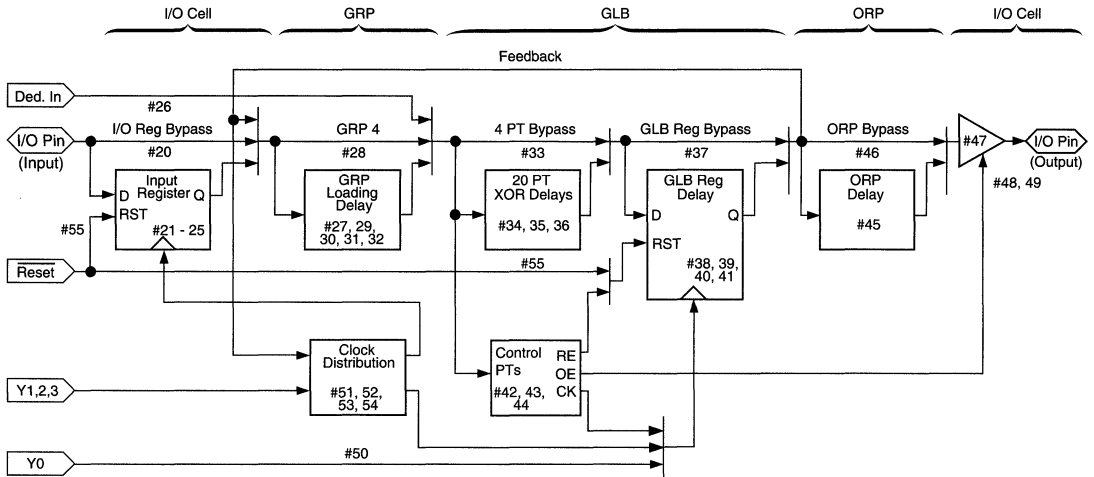 I/O Cell GRP GLB ORP I/O Cell
Feedback
Ded. In
#26
I/O Reg Bypass GRP 4 4 PT Bypass GLB Reg Bypass ORP Bypass
I/O Pin
(Input)
#20 #28 #33 #37 #46
#47
I/O Pin
(Output)
#48, 49
Input
Register
D Q
RST
#21 - 25
#55
GRP
Loading
Delay
#27, 29,
30, 31, 32
20 PT
XOR Delays
#34, 35, 36
GLB Reg
Delay
D Q
RST
#38, 39,
40, 41
ORP
Delay
#45
Reset
#55
Clock
Distribution
#51, 52,
53, 54
Control
PTs
RE
OE
CK
#42, 43,
44
Y1,2,3
Y0
#50